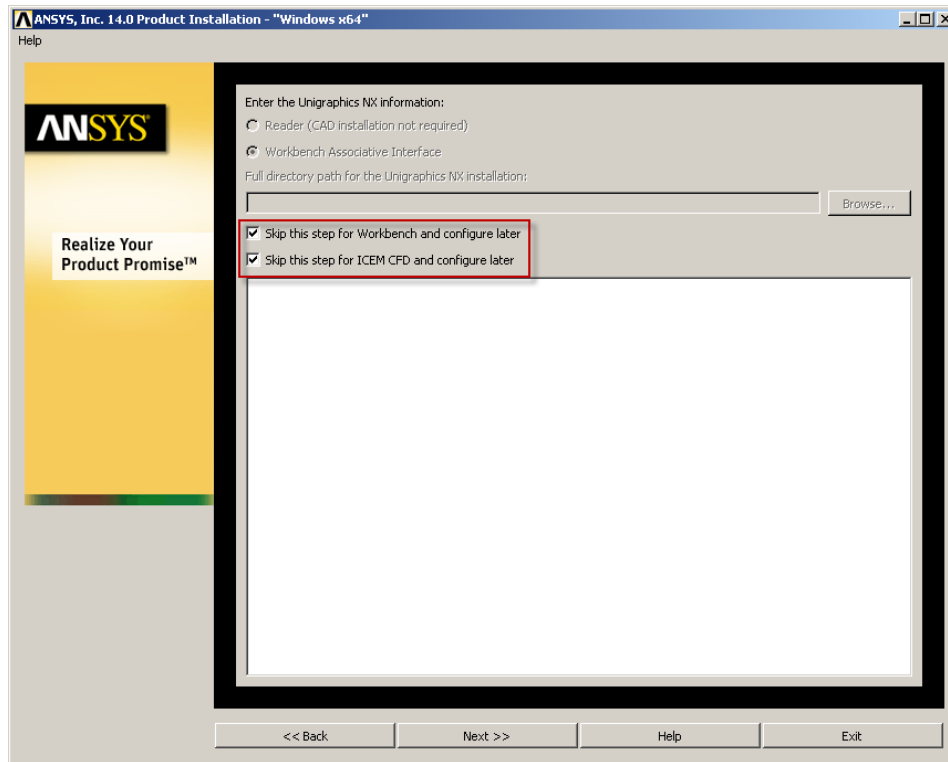 ANSYS, Inc. 14.0 Product Installation - "Windows x64"
Help
ANSYS®
Realize Your
Product Promise™
Enter the Unigraphics NX information:
Reader (CAD installation not required)
Workbench Associative Interface
Full directory path for the Unigraphics NX installation:
Browse...
Skip this step for Workbench and configure later
Skip this step for ICEM CFD and configure later
<< Back
Next >>
Help
Exit